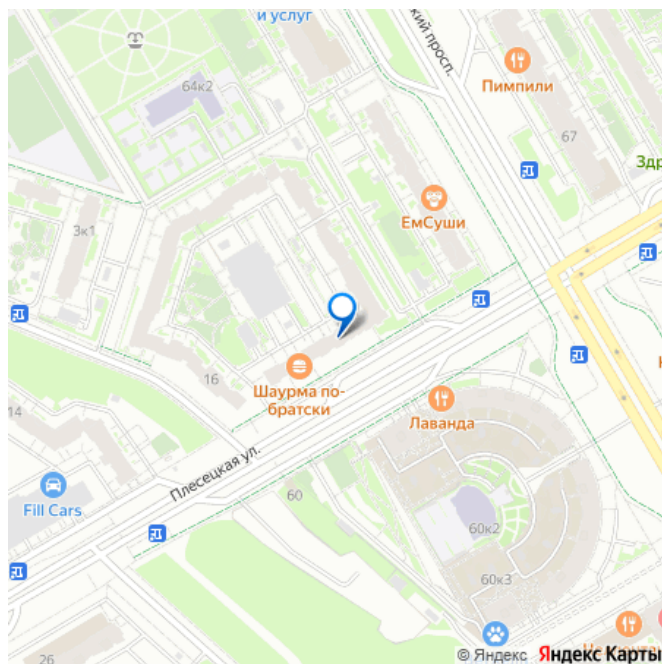 и услуг
кий просп.
Пимпили
64к2
67
Здр
ЕмСуши
3к1
16
Шаурма по-
братски
Лаванда
14
Плесецкая ул.
60
Fill Cars
60к2
60к3
26
© Яндекс Яндекс Карты